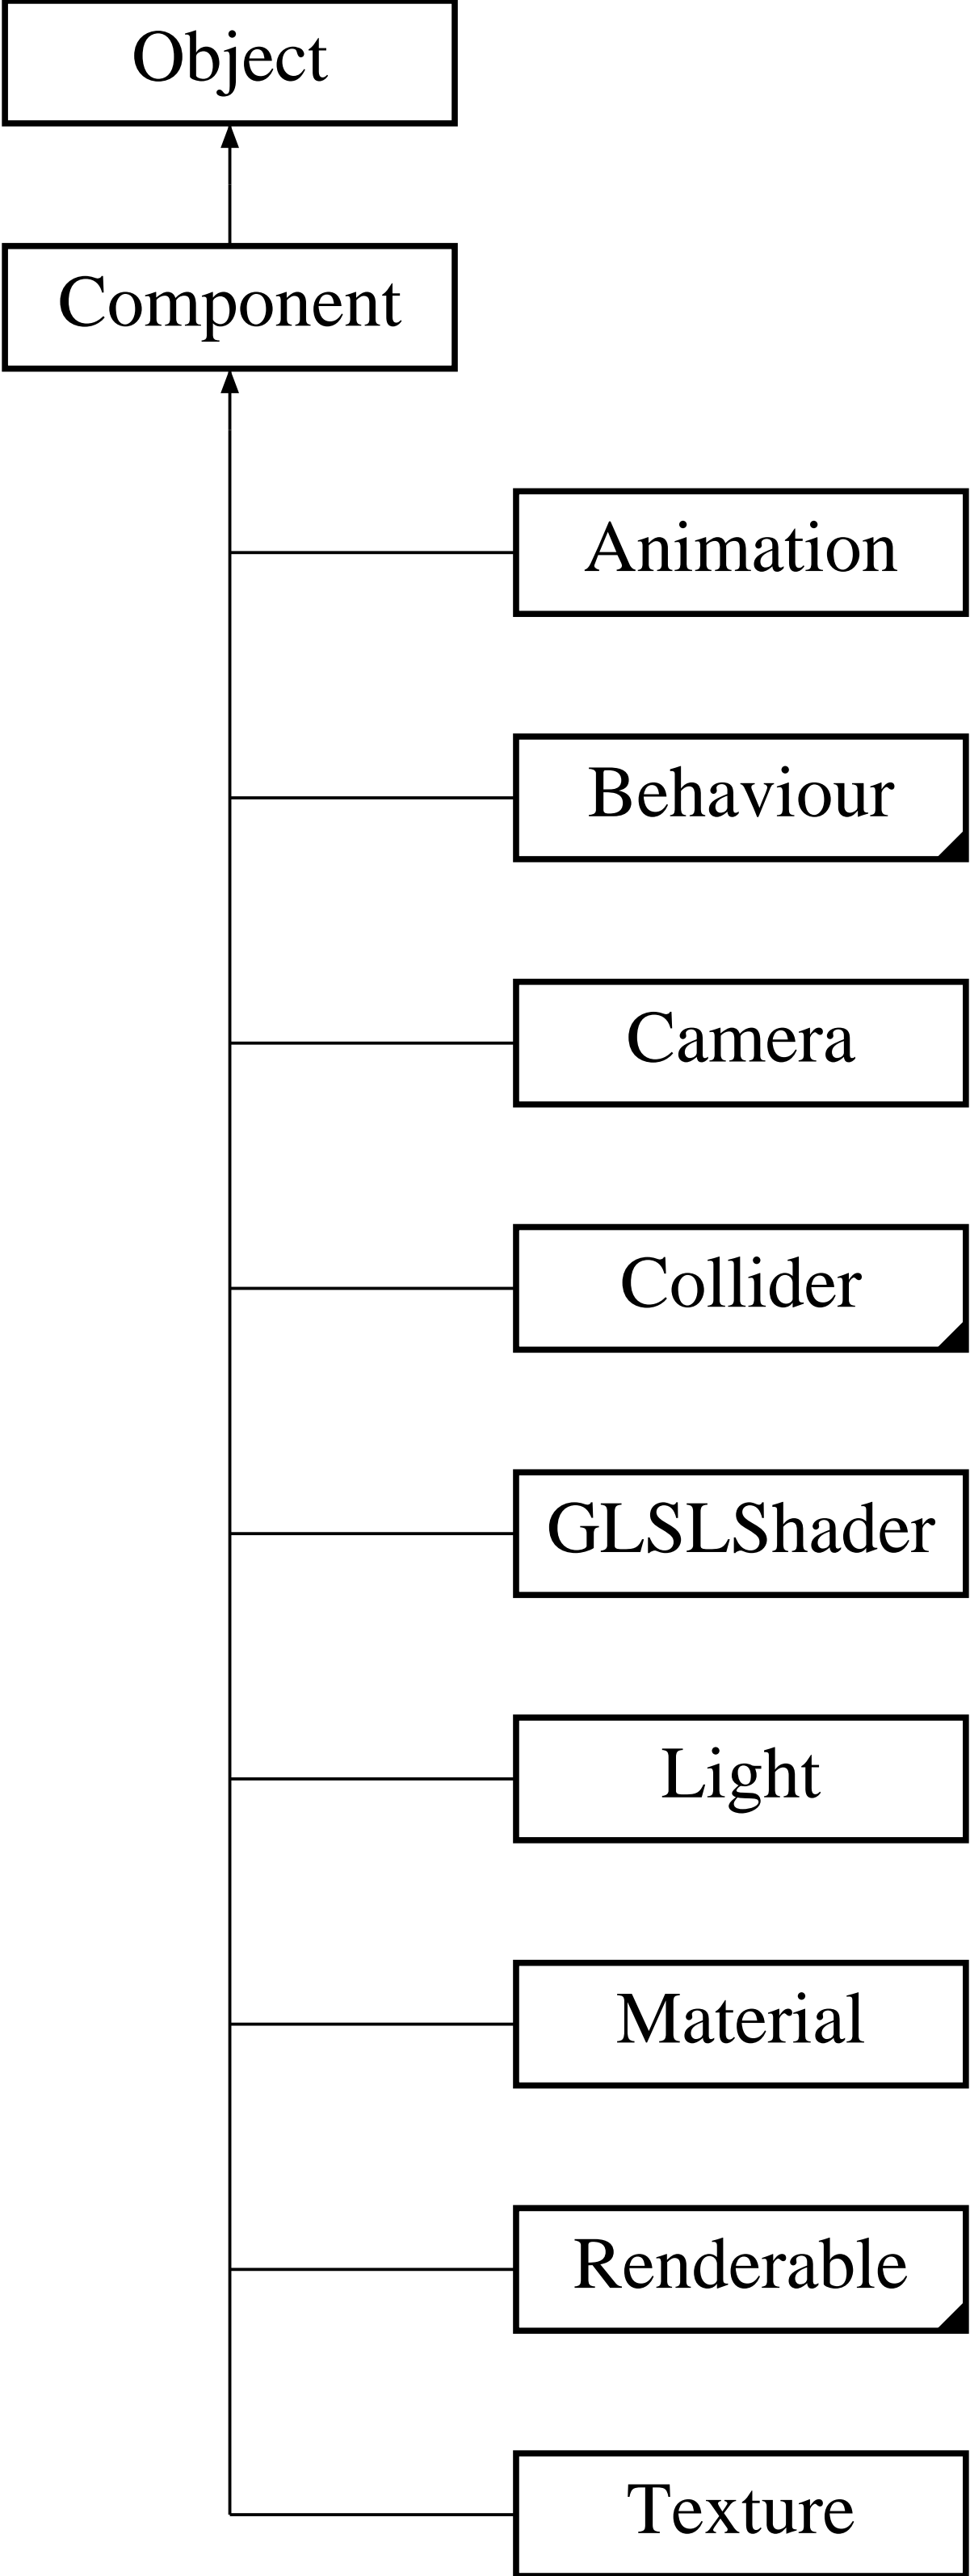 Object
Component
Animation
Behaviour
Camera
Collider
GLSLShader
Light
Material
Renderable
Texture